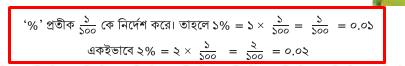 ‘%’ প্রতীক ১/১০০ কে নির্দেশ করে। তাহলে ১% = ১ × ১/১০০ = ১/১০০ = ০.০১
একইভাবে ২% = ২ × ১/১০০ = ২/১০০ = ০.০২